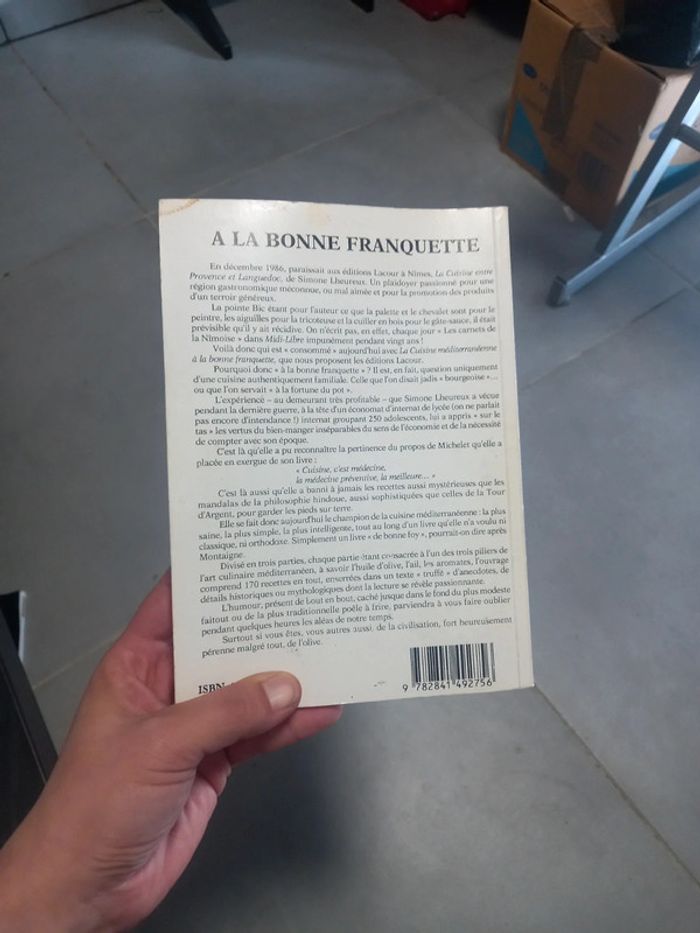 A LA BONNE FRANQUETTE
En décembre 1986, paraissait aux éditions Lacour à Nîmes, La Cuisine entre
Provence et Languedoc, de Simone Lheureux. Un plaidoyer passionné pour une
région gastronomique méconnue, ou mal aimée et pour la promotion des produits
d'un terroir généreux.
La pointe Bic étant pour l'auteur ce que la palette et le chevalet sont pour le
peintre, les aiguilles pour la tricoteuse et la cuiller en bois pour le gâte-sauce, il était
prévisible qu'il y ait récidive. On n'écrit pas, en effet, chaque jour « Les carnets de
la Nîmoise » dans Midi-Libre impunément pendant vingt ans !
Voilà donc qui est « consommé » aujourd'hui avec La Cuisine méditerranéenne
à la bonne franquette, que nous proposent les éditions Lacour.
Pourquoi donc « à la bonne franquette » ? Il est, en fait, question uniquement
d'une cuisine authentiquement familiale. Celle que l'on disait jadis « bourgeoise »...
ou que l'on servait « à la fortune du pot ».
L'expérience – au demeurant très profitable – que Simone Lheureux a vécue
pendant la dernière guerre, à la tête d'un économat d'internat de lycée (on ne parlait
pas encore d'intendance !) internat groupant 250 adolescents, lui a appris « sur le
tas » les vertus du bien-manger inséparables du sens de l'économie et de la nécessité
de compter avec son époque.
C'est là qu'elle a pu reconnaître la pertinence du propos de Michelet qu'elle a
placée en exergue de son livre :
« Cuisine, c'est médecine,
la médecine préventive, la meilleure... »
C'est là aussi qu'elle a banni à jamais les recettes aussi mystérieuses que les
mandalas de la philosophie hindoue, aussi sophistiquées que celles de la Tour
d'Argent, pour garder les pieds sur terre.
Elle se fait donc aujourd'hui le champion de la cuisine méditerranéenne : la plus
saine, la plus simple, la plus intelligente, tout au long d'un livre qu'elle n'a voulu ni
classique, ni orthodoxe. Simplement un livre « de bonne foy », pourrait-on dire après
Montaigne.
Divisé en trois parties, chaque partie étant consacrée à l'un des trois piliers de
l'art culinaire méditerranéen, à savoir l'huile d'olive, l'ail, les aromates, l'ouvrage
comprend 170 recettes en tout, enserrées dans un texte « truffé » d'anecdotes, de
détails historiques ou mythologiques dont la lecture se révèle passionnante.
L'humour, présent de bout en bout, caché jusque dans le fond du plus modeste
faitout ou de la plus traditionnelle poêle à frire, parviendra à vous faire oublier
pendant quelques heures les aléas de notre temps.
Surtout si vous êtes, vous autres aussi, de la civilisation, fort heureusement
pérenne malgré tout, de l'olive.
ISBN
9 782841 492756